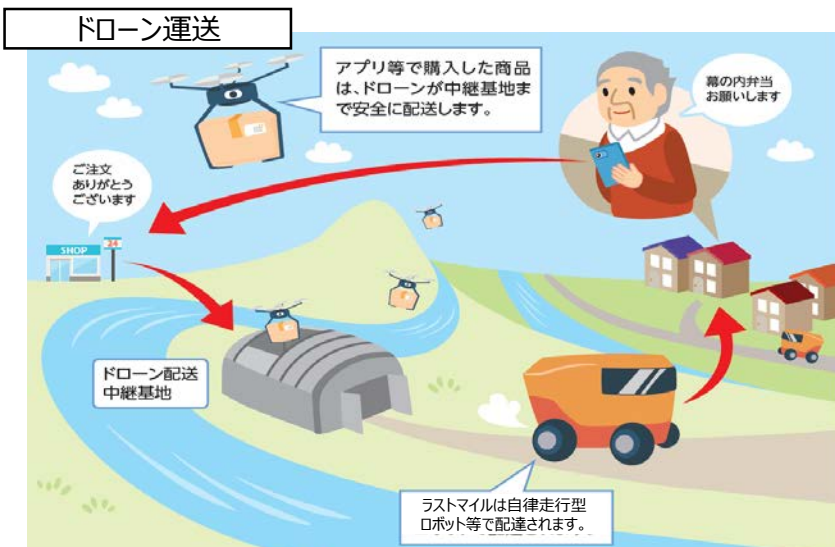 ドローン運送
アプリ等で購入した商品
は、ドローンが中継基地ま
で安全に配送します。
幕の内弁当
お願いします
ご注文
ありがとう
ございます
SHOP
24
ドローン配送
中継基地
ラストマイルは自律走行型
ロボット等で配達されます。